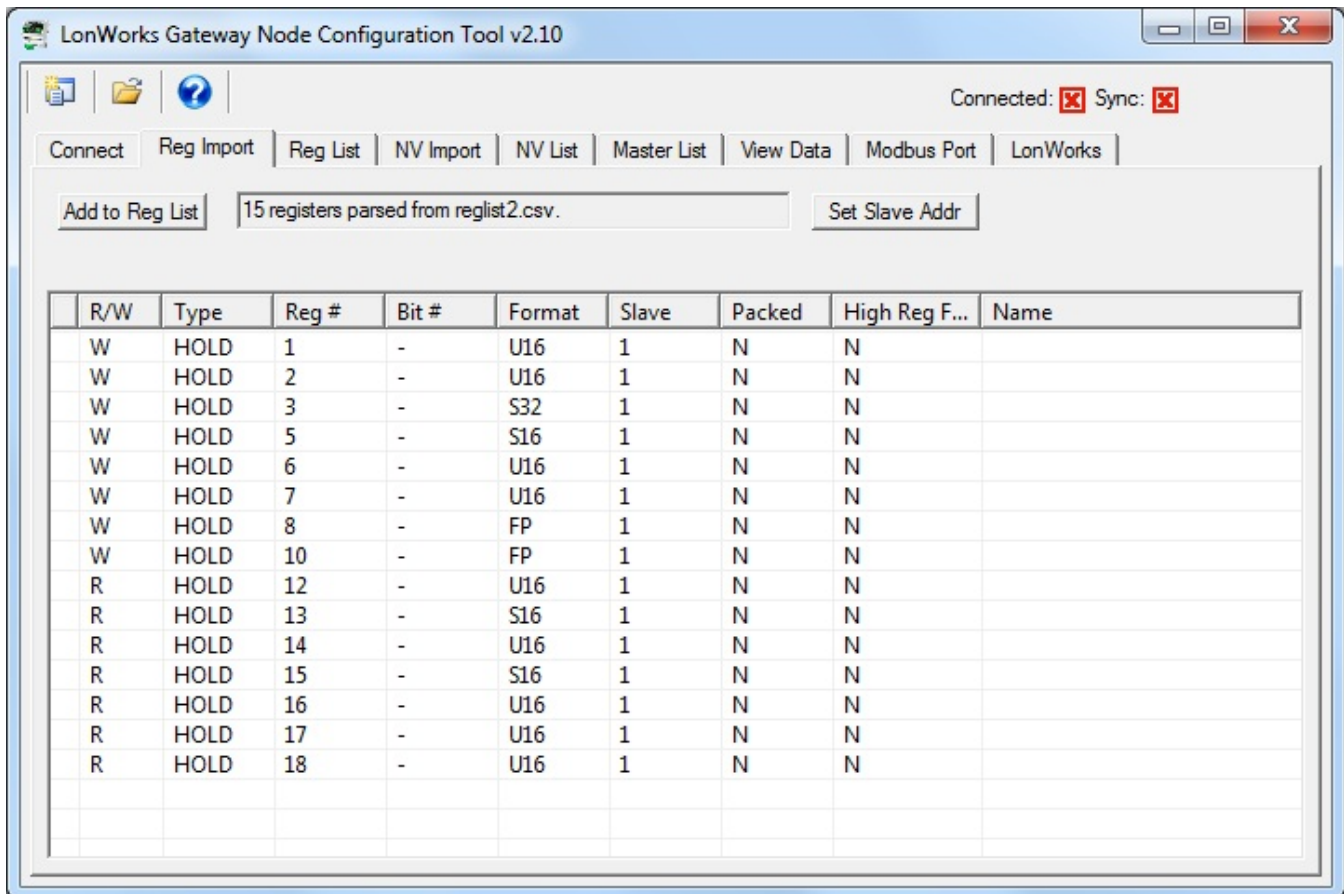 LonWorks Gateway Node Configuration Tool v2.10
Connected: Sync:
Connect Reg Import Reg List NV Import NV List Master List View Data Modbus Port LonWorks
Add to Reg List 15 registers parsed from reglist2.csv. Set Slave Addr
R/W Type Reg # Bit # Format Slave Packed High Reg F... Name
W HOLD 1 - U16 1 N N
W HOLD 2 - U16 1 N N
W HOLD 3 - S32 1 N N
W HOLD 5 - S16 1 N N
W HOLD 6 - U16 1 N N
W HOLD 7 - U16 1 N N
W HOLD 8 - FP 1 N N
W HOLD 10 - FP 1 N N
R HOLD 12 - U16 1 N N
R HOLD 13 - S16 1 N N
R HOLD 14 - U16 1 N N
R HOLD 15 - S16 1 N N
R HOLD 16 - U16 1 N N
R HOLD 17 - U16 1 N N
R HOLD 18 - U16 1 N N